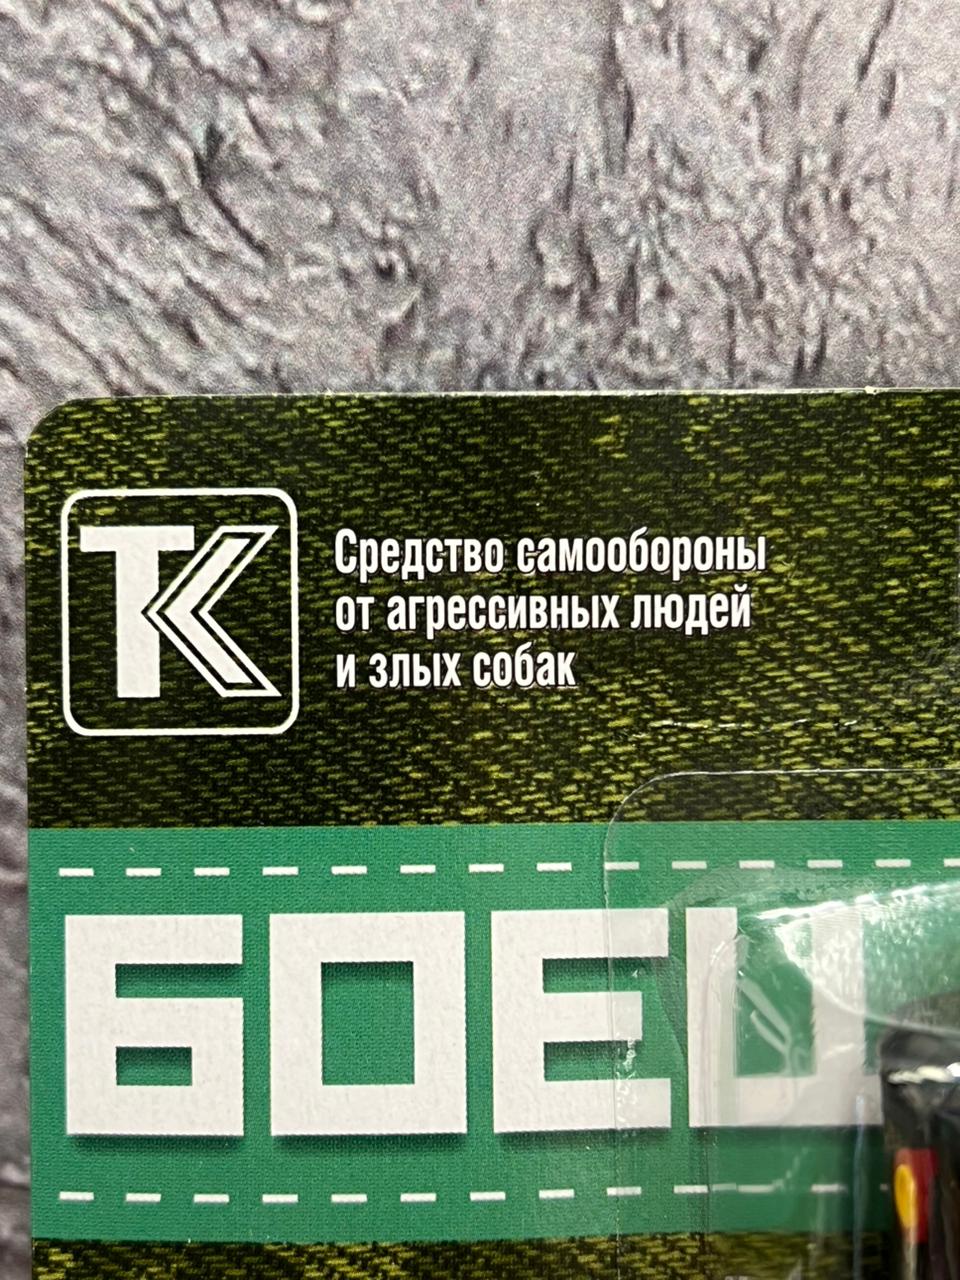 ТК
Средство самообороны
от агрессивных людей
и злых собак
БОЕЦ